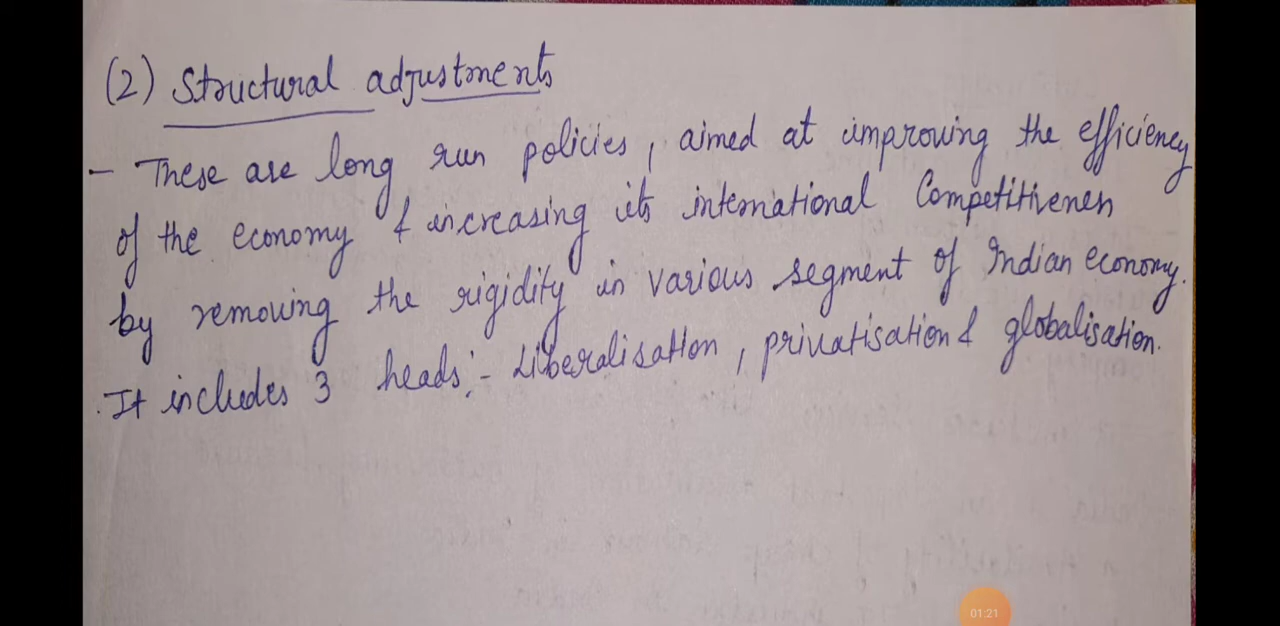 (2) Structural adjustments
- These are long run policies, aimed at improving the efficiency
of the economy & increasing its international Competitiveness
by removing the rigidity in various segment of Indian economy.
. It includes 3 heads:- Liberalisation, privatisation & globalisation.
01:21